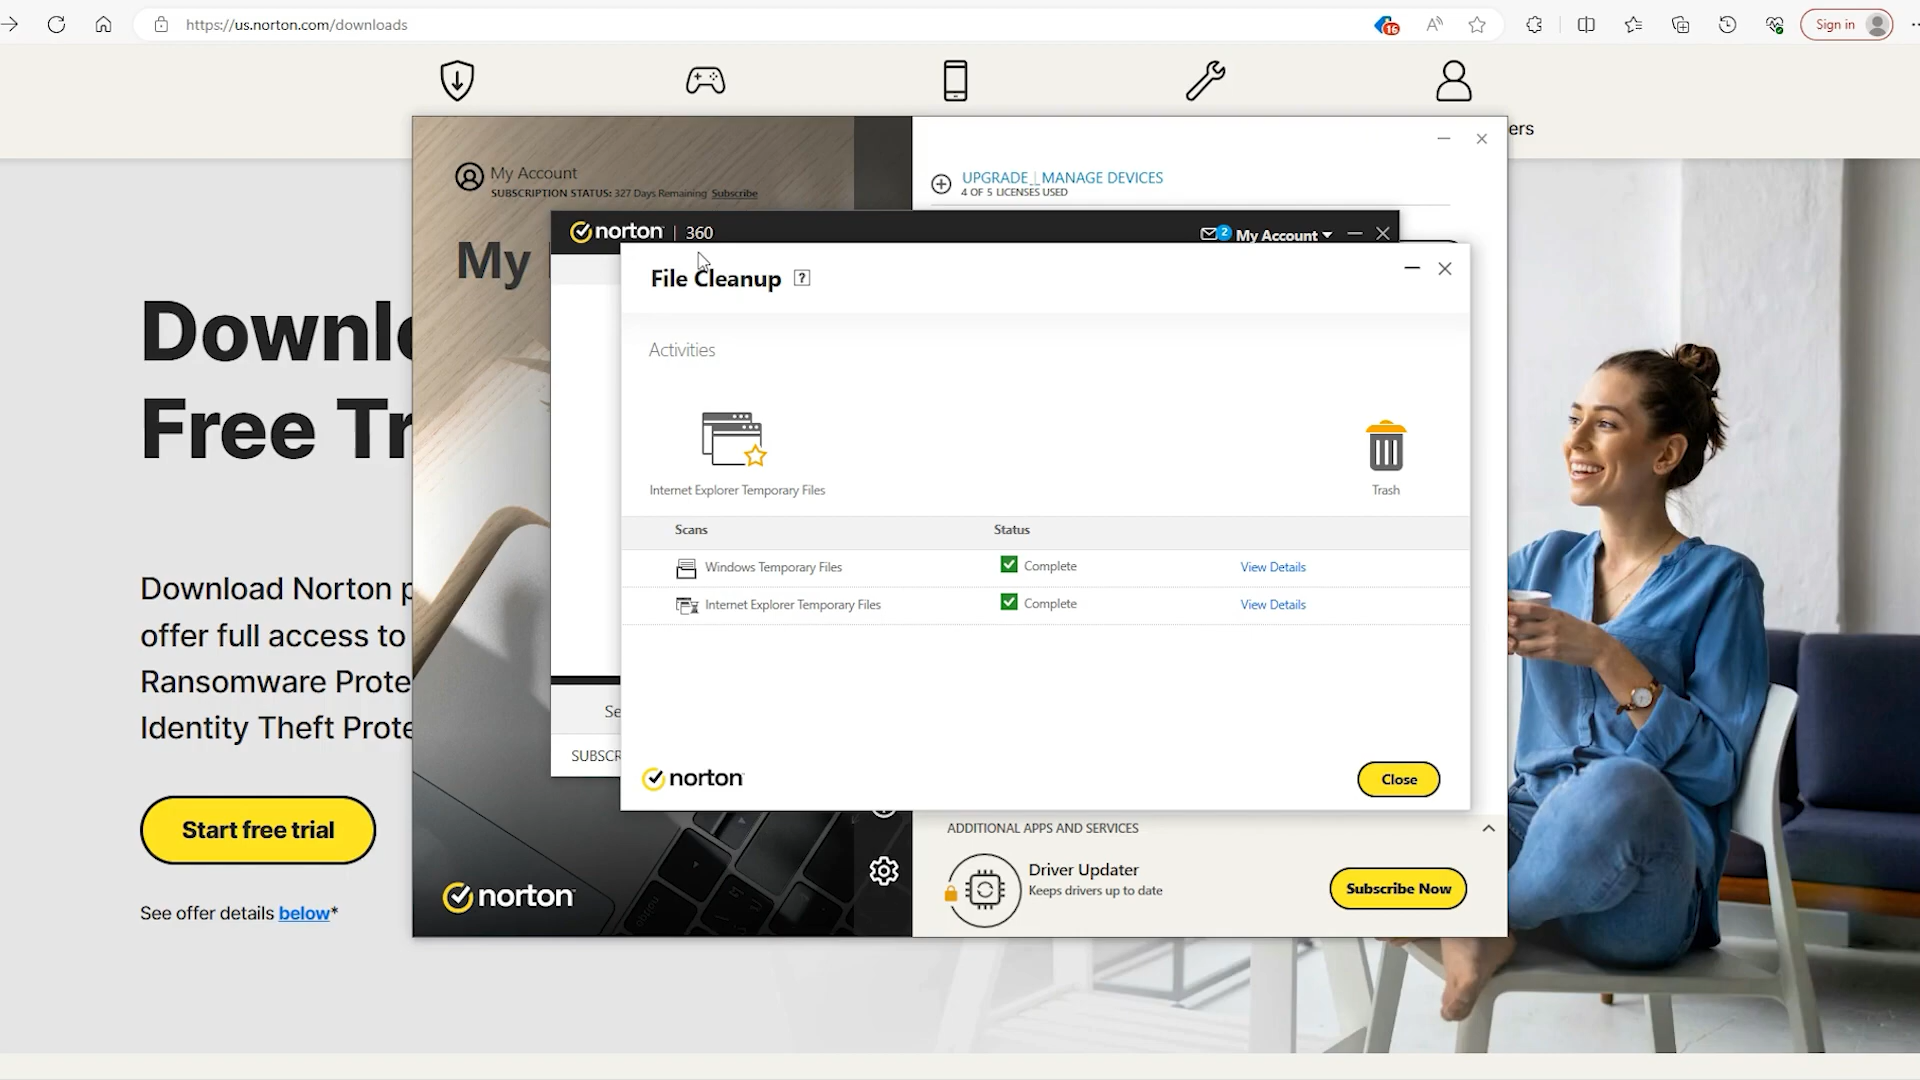 https://us.norton.com/downloads
16
A
Sign in
ers
My Account
SUBSCRIPTION STATUS: 327 Days Remaining Subscribe
UPGRADE | MANAGE DEVICES
4 OF 5 LICENSES USED
My
norton | 360
2 My Account
File Cleanup ?
Activities
Internet Explorer Temporary Files
Trash
Scans Status
Windows Temporary Files Complete View Details
Internet Explorer Temporary Files Complete View Details
norton
Close
Se
SUBSCR
Downlo
Free Tr
Download Norton p
offer full access to
Ransomware Prote
Identity Theft Prote
Start free trial
See offer details below*
norton
ADDITIONAL APPS AND SERVICES
Driver Updater
Keeps drivers up to date
Subscribe Now